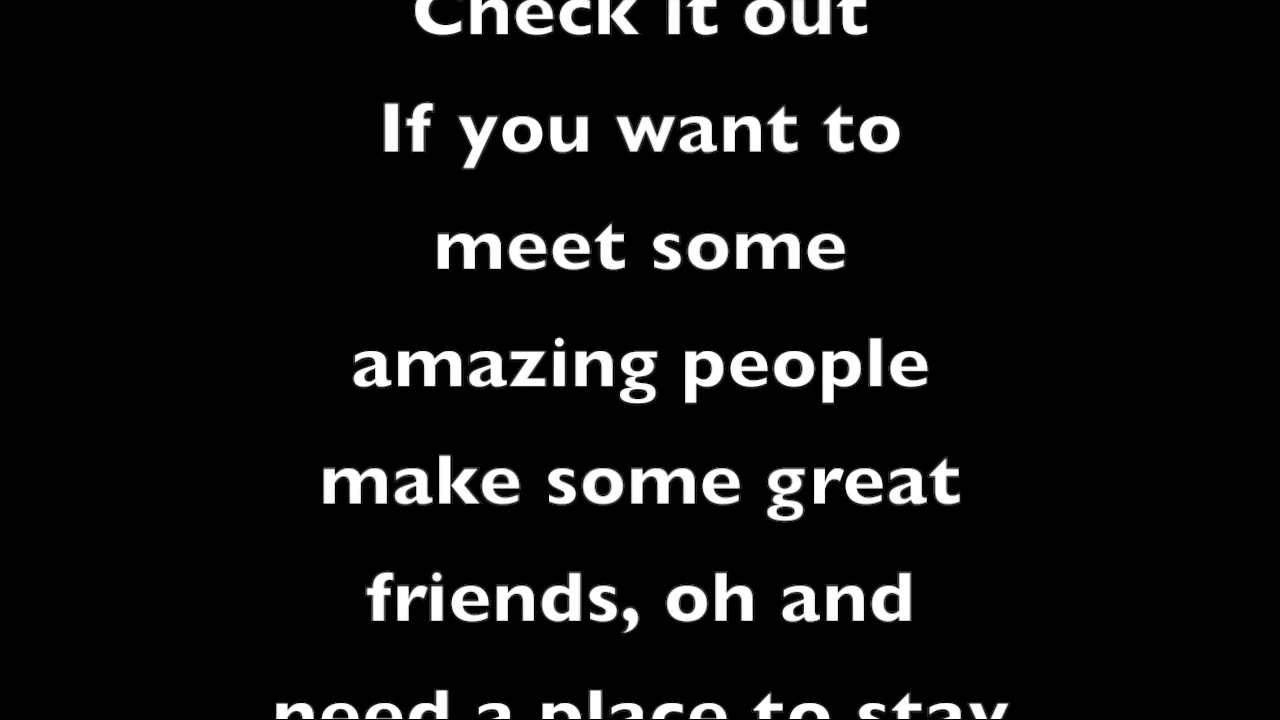 Check it out
If you want to
meet some
amazing people
make some great
friends, oh and
need a place to stay